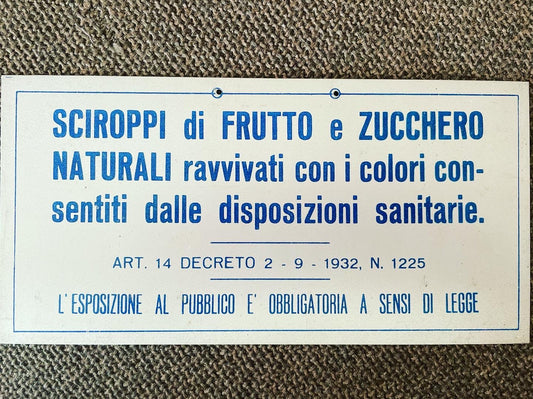 SCIROPPI di FRUTTO e ZUCCHERO
NATURALI ravvivati con i colori con-
sentiti dalle disposizioni sanitarie.
ART. 14 DECRETO 2 - 9 - 1932, N. 1225
L'ESPOSIZIONE AL PUBBLICO E' OBBLIGATORIA A SENSI DI LEGGE